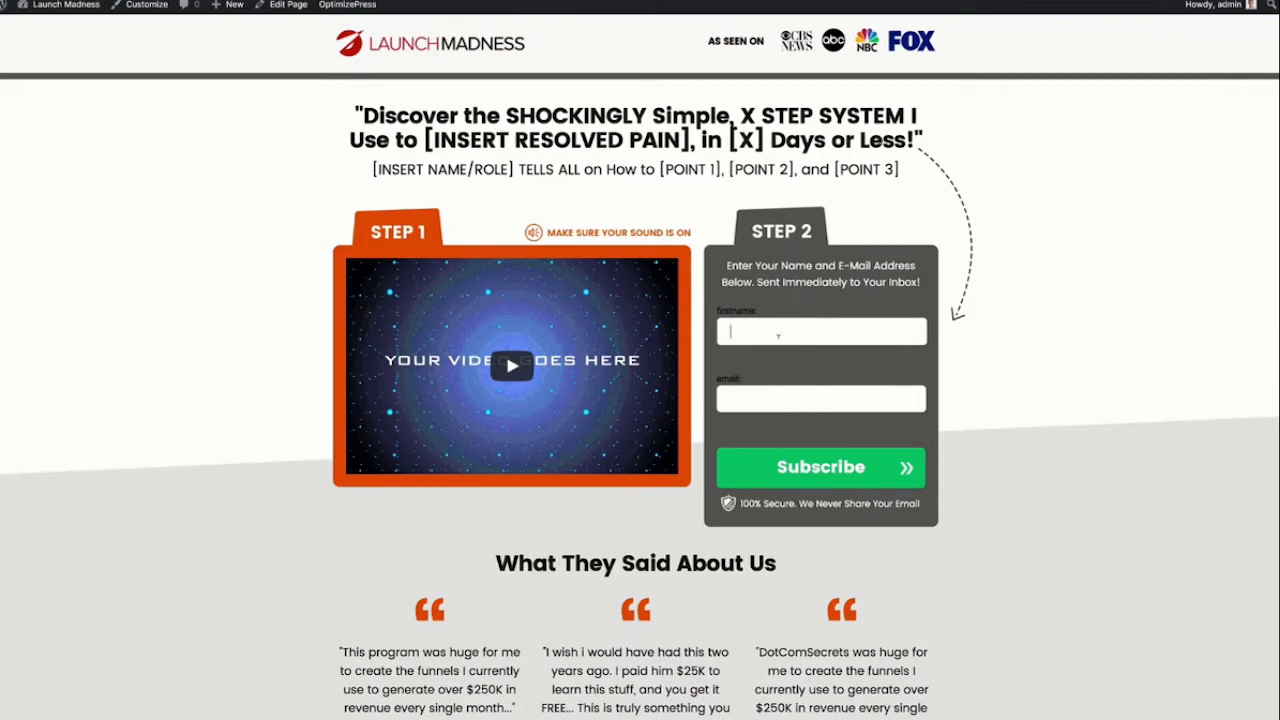 Launch Madness Customize 0 New Edit Page OptimizePress Howdy, admin
LAUNCHMADNESS
AS SEEN ON CBS NEWS abc NBC FOX
"Discover the SHOCKINGLY Simple, X STEP SYSTEM I
Use to [INSERT RESOLVED PAIN], in [X] Days or Less!"
[INSERT NAME/ROLE] TELLS ALL on How to [POINT 1], [POINT 2], and [POINT 3]
STEP 1
MAKE SURE YOUR SOUND IS ON
YOUR VIDEO GOES HERE
STEP 2
Enter Your Name and E-Mail Address
Below. Sent Immediately to Your Inbox!
firstname:
email:
Subscribe
100% Secure. We Never Share Your Email
What They Said About Us
"This program was huge for me
to create the funnels I currently
use to generate over $250K in
revenue every single month..."
"I wish i would have had this two
years ago. I paid him $25K to
learn this stuff, and you get it
FREE... This is truly something you
"DotComSecrets was huge for
me to create the funnels I
currently use to generate over
$250K in revenue every single